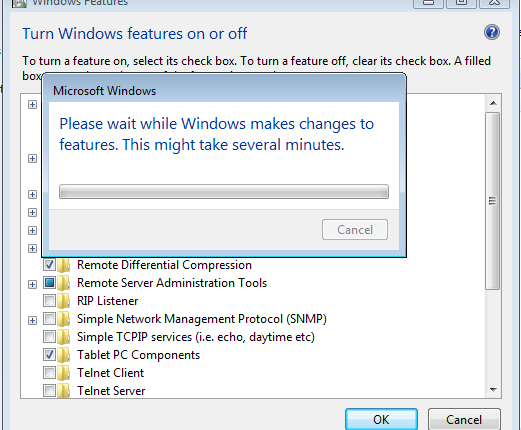 Windows Features
Turn Windows features on or off
To turn a feature on, select its check box. To turn a feature off, clear its check box. A filled
box
Microsoft Windows
Please wait while Windows makes changes to
features. This might take several minutes.
Cancel
Remote Differential Compression
Remote Server Administration Tools
RIP Listener
Simple Network Management Protocol (SNMP)
Simple TCPIP services (i.e. echo, daytime etc)
Tablet PC Components
Telnet Client
Telnet Server
OK
Cancel